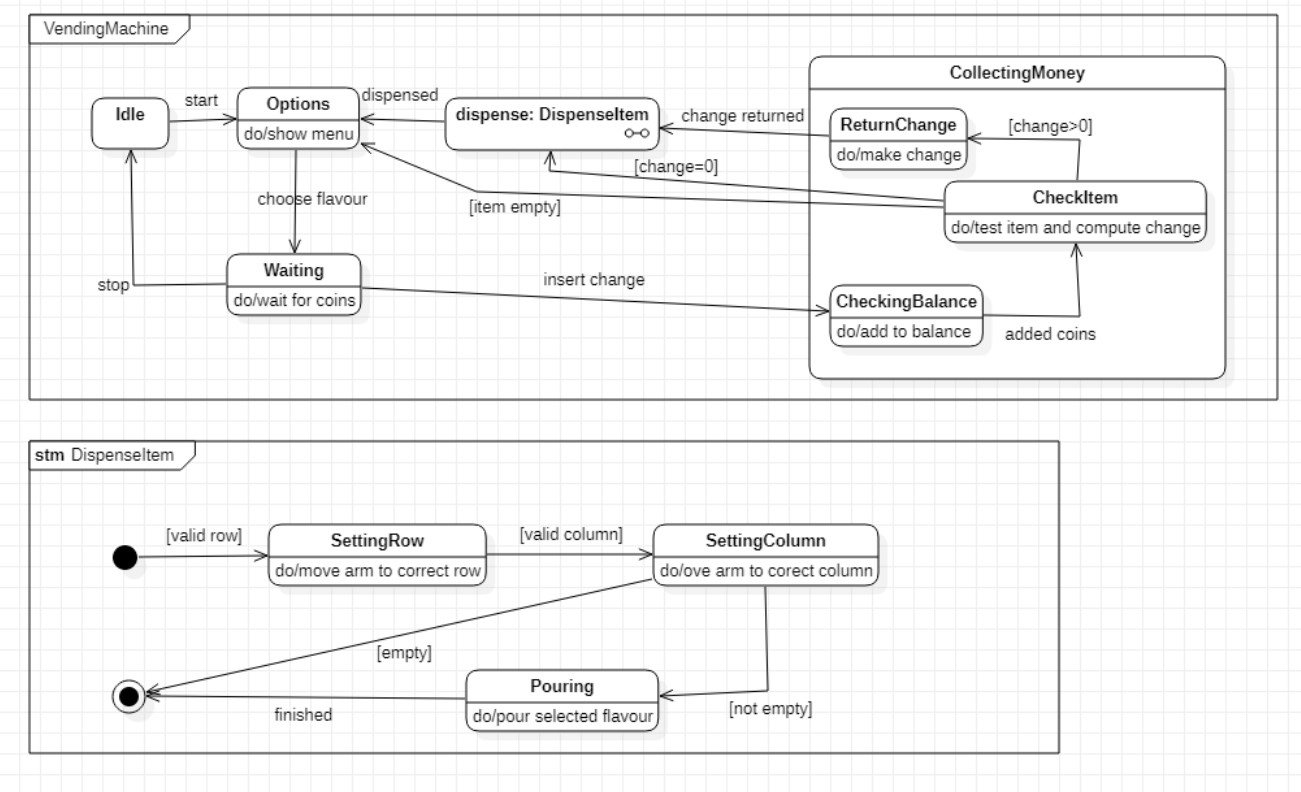 VendingMachine
CollectingMoney
Idle
start
Options
do/show menu
dispensed
dispense: DispenseItem
change returned
ReturnChange
do/make change
[change>0]
[change=0]
CheckItem
do/test item and compute change
choose flavour
[item empty]
Waiting
do/wait for coins
stop
insert change
CheckingBalance
do/add to balance
added coins
stm DispenseItem
[valid row]
SettingRow
do/move arm to correct row
[valid column]
SettingColumn
do/ove arm to corect column
[empty]
Pouring
do/pour selected flavour
[not empty]
finished